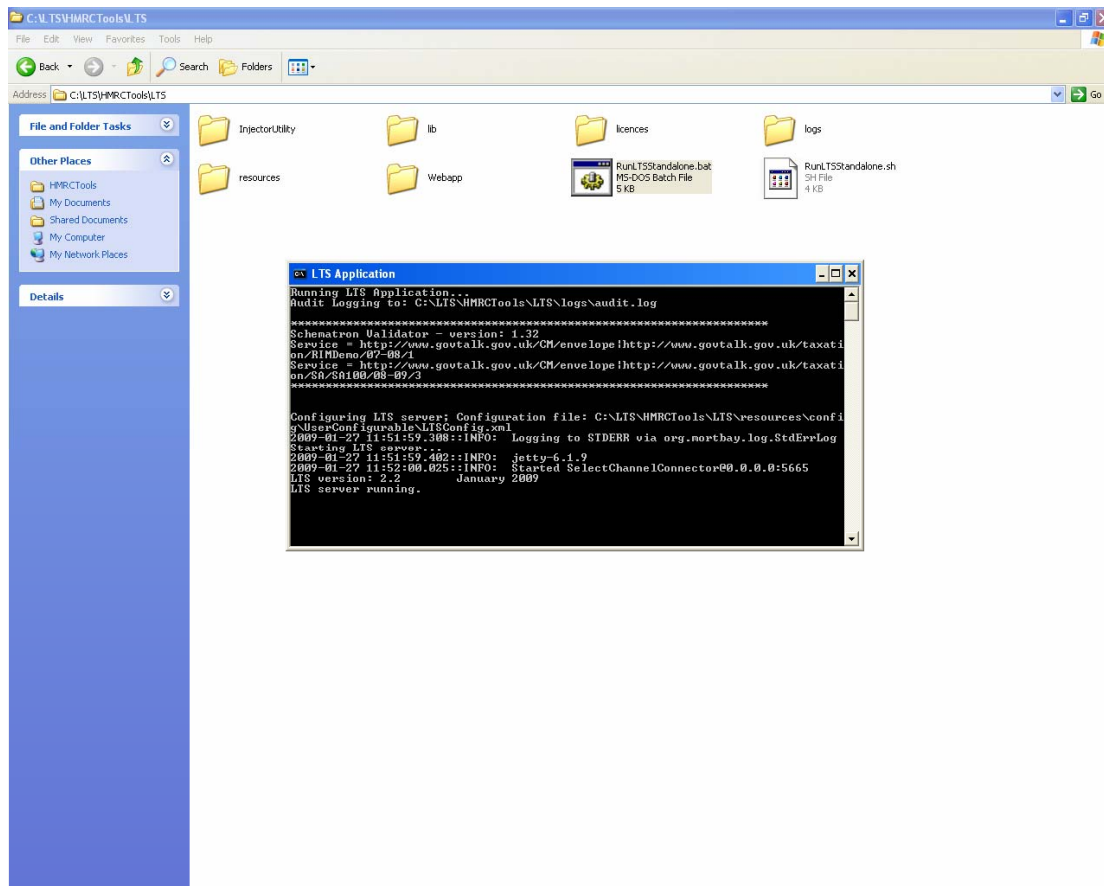 C:\LTS\HMRCTools\LTS
File Edit View Favorites Tools Help
Back Search Folders
Address C:\LTS\HMRCTools\LTS Go
File and Folder Tasks
Other Places
HMRCTools
My Documents
Shared Documents
My Computer
My Network Places
Details
InjectorUtility
lib
licences
logs
resources
Webapp
RunLTSStandalone.bat
MS-DOS Batch File
5 KB
RunLTSStandalone.sh
SH File
4 KB
LTS Application
Running LTS Application...
Audit Logging to: C:\LTS\HMRCTools\LTS\logs\audit.log
*********************************************************************
Schematron Validator - version: 1.32
Service = http://www.govtalk.gov.uk/CM/envelope|http://www.govtalk.gov.uk/taxati
on/RIMDemo/07-08/1
Service = http://www.govtalk.gov.uk/CM/envelope|http://www.govtalk.gov.uk/taxati
on/SA/SA100/08-09/3
*********************************************************************
Configuring LTS server; Configuration file: C:\LTS\HMRCTools\LTS\resources\confi
g\UserConfigurable\LTSConfig.xml
2009-01-27 11:51:59.308::INFO:  Logging to STDERR via org.mortbay.log.StdErrLog
Starting LTS server...
2009-01-27 11:51:59.402::INFO:  jetty-6.1.9
2009-01-27 11:52:00.025::INFO:  Started SelectChannelConnector@0.0.0.0:5665
LTS version: 2.2        January 2009
LTS server running.